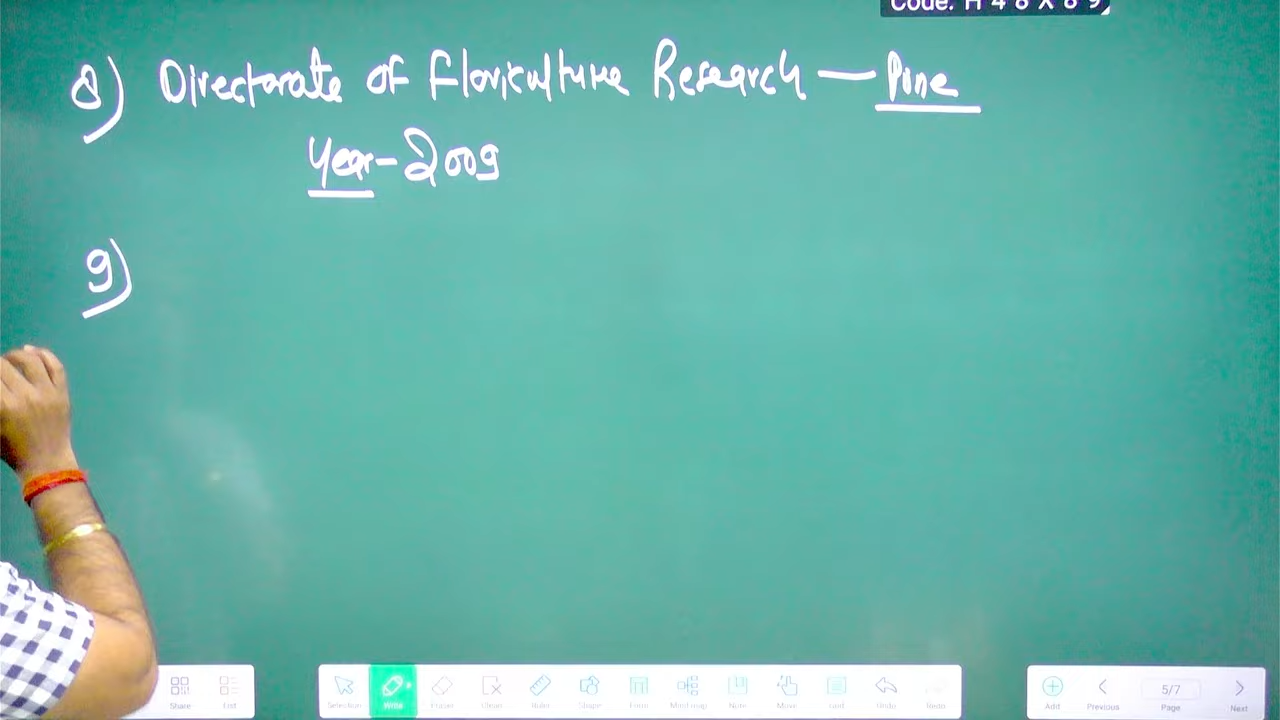 Code: H 4 8 X 8 9
8) Directorate of Floriculture Research — Pune
Year - 2009
9)
Share
List
Selection
Write
Eraser
Clean...
Ruler
Shape
Form
Mind map
Note
Move
Undo
Redo
Add
Previous
5/7
Page
Next